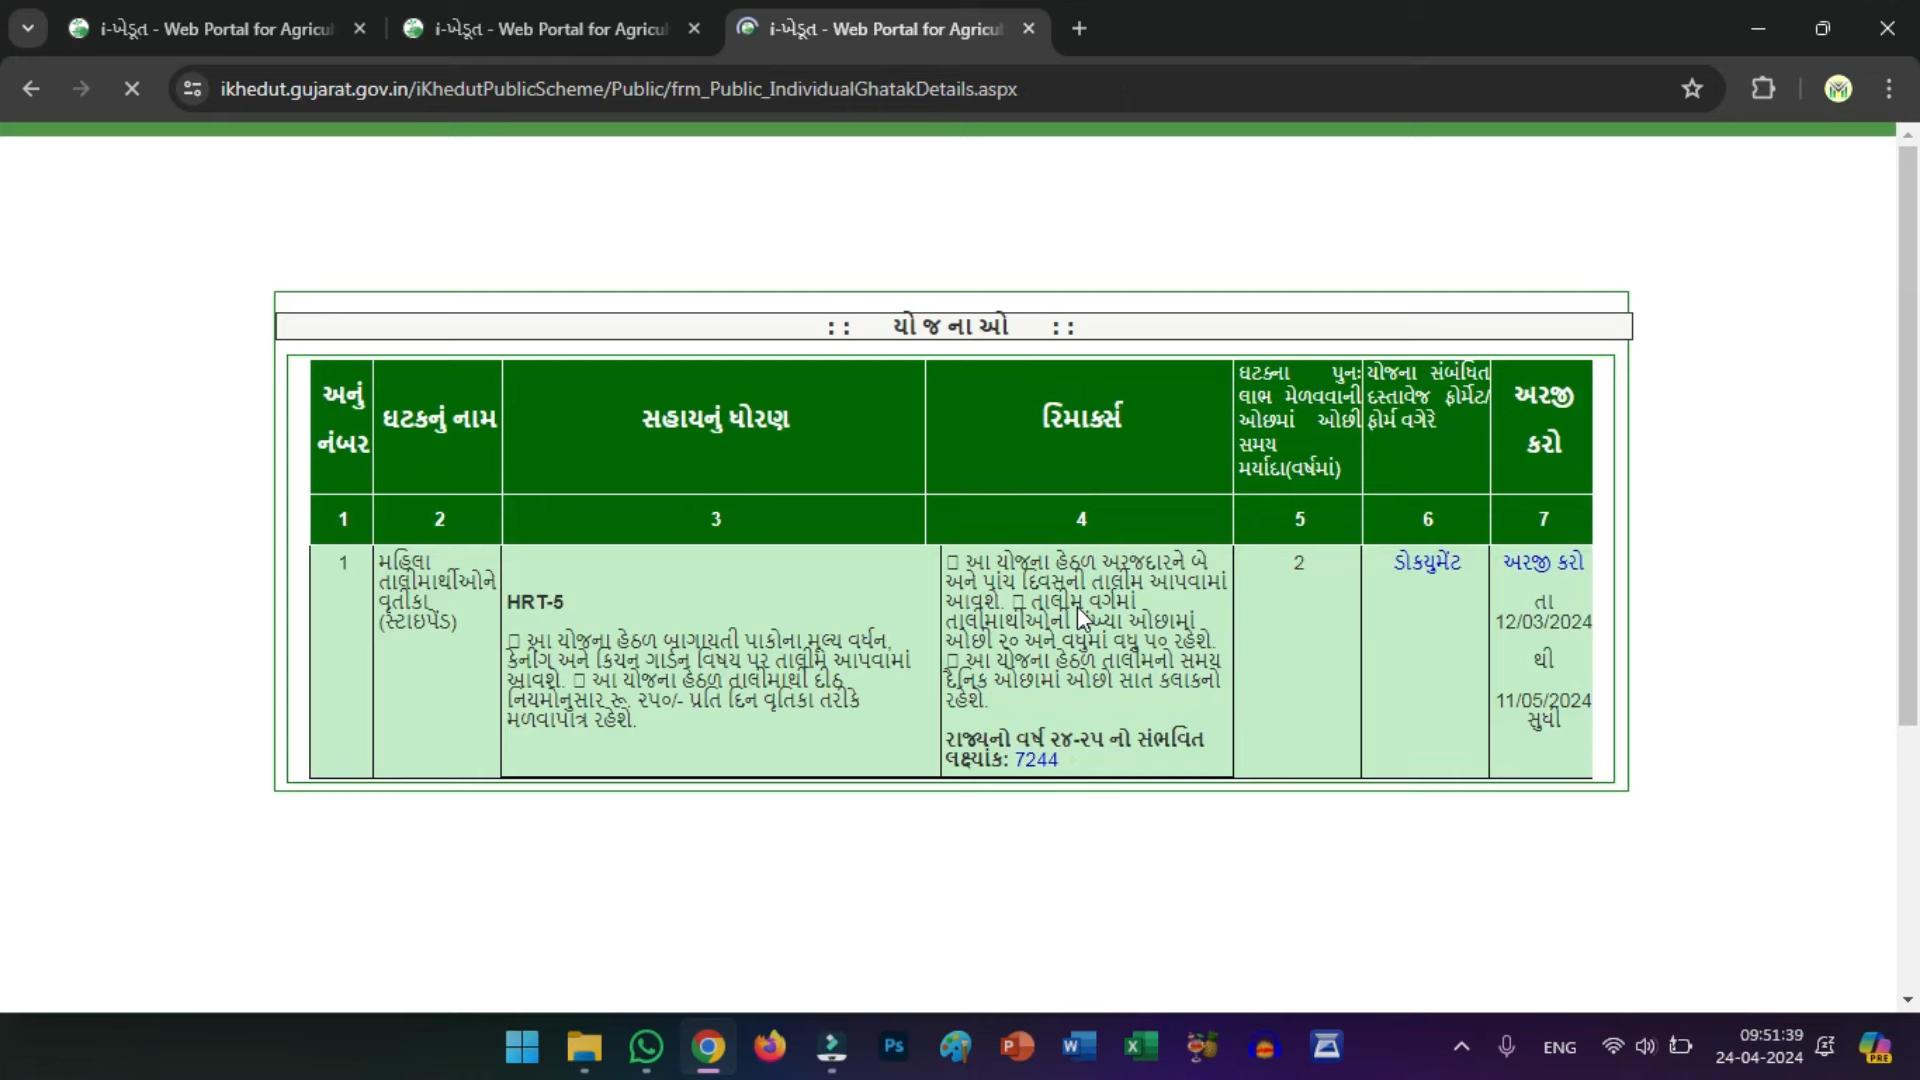 i-ખેડૂત - Web Portal for Agricul
i-ખેડૂત - Web Portal for Agricul
i-ખેડૂત - Web Portal for Agricul
ikhedut.gujarat.gov.in/iKhedutPublicScheme/Public/frm_Public_IndividualGhatakDetails.aspx
:: યોજનાઓ ::
અનું
નંબર
ઘટકનું નામ
સહાયનું ધોરણ
રિમાર્ક્સ
ઘટકના પુનઃ
લાભ મેળવવાની
ઓછમાં ઓછી
સમય
મર્યાદા(વર્ષમાં)
યોજના સંબંધિત
દસ્તાવેજ ફોર્મેટ/
ફોર્મ વગેરે
અરજી
કરો
1 2 3 4 5 6 7
1
મહિલા
તાલીમાર્થીઓને
વૃતીકા
(સ્ટાઇપેંડ)
HRT-5
આ યોજના હેઠળ બાગાયતી પાકોના મૂલ્ય વર્ધન,
કેનીંગ અને કિચન ગાર્ડન વિષય પર તાલીમ આપવામાં
આવશે. આ યોજના હેઠળ તાલીમાર્થી દીઠ
નિયમોનુસાર રૂ. ૨૫૦/- પ્રતિ દિન વૃતિકા તરીકે
મળવાપાત્ર રહેશે.
આ યોજના હેઠળ અરજદારને બે
અને પાંચ દિવસની તાલીમ આપવામાં
આવશે. તાલીમ વર્ગમાં
તાલીમાર્થીઓની ઓછામાં
ઓછી ૨૦ અને વધુમાં વધુ ૫૦ રહેશે.
આ યોજના હેઠળ તાલીમનો સમય
દૈનિક ઓછામાં ઓછો સાત કલાકનો
રહેશે.
રાજ્યનો વર્ષ ૨૪-૨૫ નો સંભવિત
લક્ષ્યાંક: 7244
2
ડોકયુમેંટ
અરજી કરો
તા
12/03/2024
થી
11/05/2024
સુધી
Ps
P
W
X
ENG
09:51:39
24-04-2024
PRE